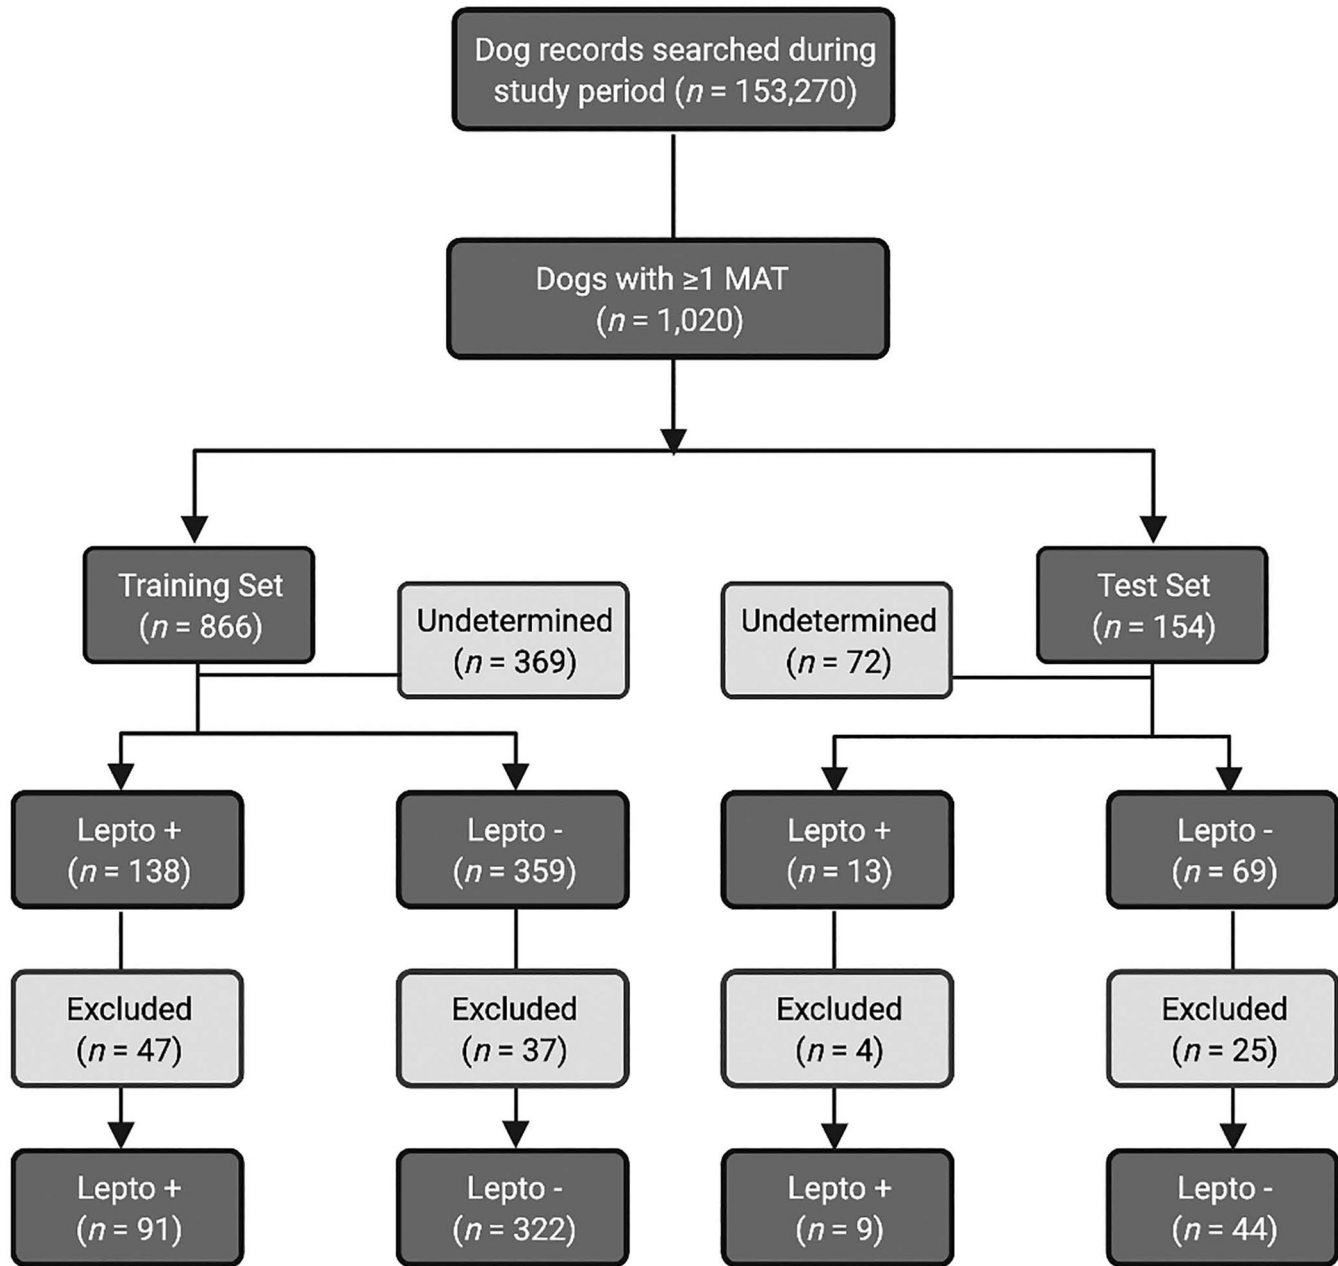 Dog records searched during
study period (n = 153,270)
Dogs with ≥1 MAT
(n = 1,020)
Training Set
(n = 866)
Undetermined
(n = 369)
Undetermined
(n = 72)
Test Set
(n = 154)
Lepto +
(n = 138)
Lepto -
(n = 359)
Lepto +
(n = 13)
Lepto -
(n = 69)
Excluded
(n = 47)
Excluded
(n = 37)
Excluded
(n = 4)
Excluded
(n = 25)
Lepto +
(n = 91)
Lepto -
(n = 322)
Lepto +
(n = 9)
Lepto -
(n = 44)